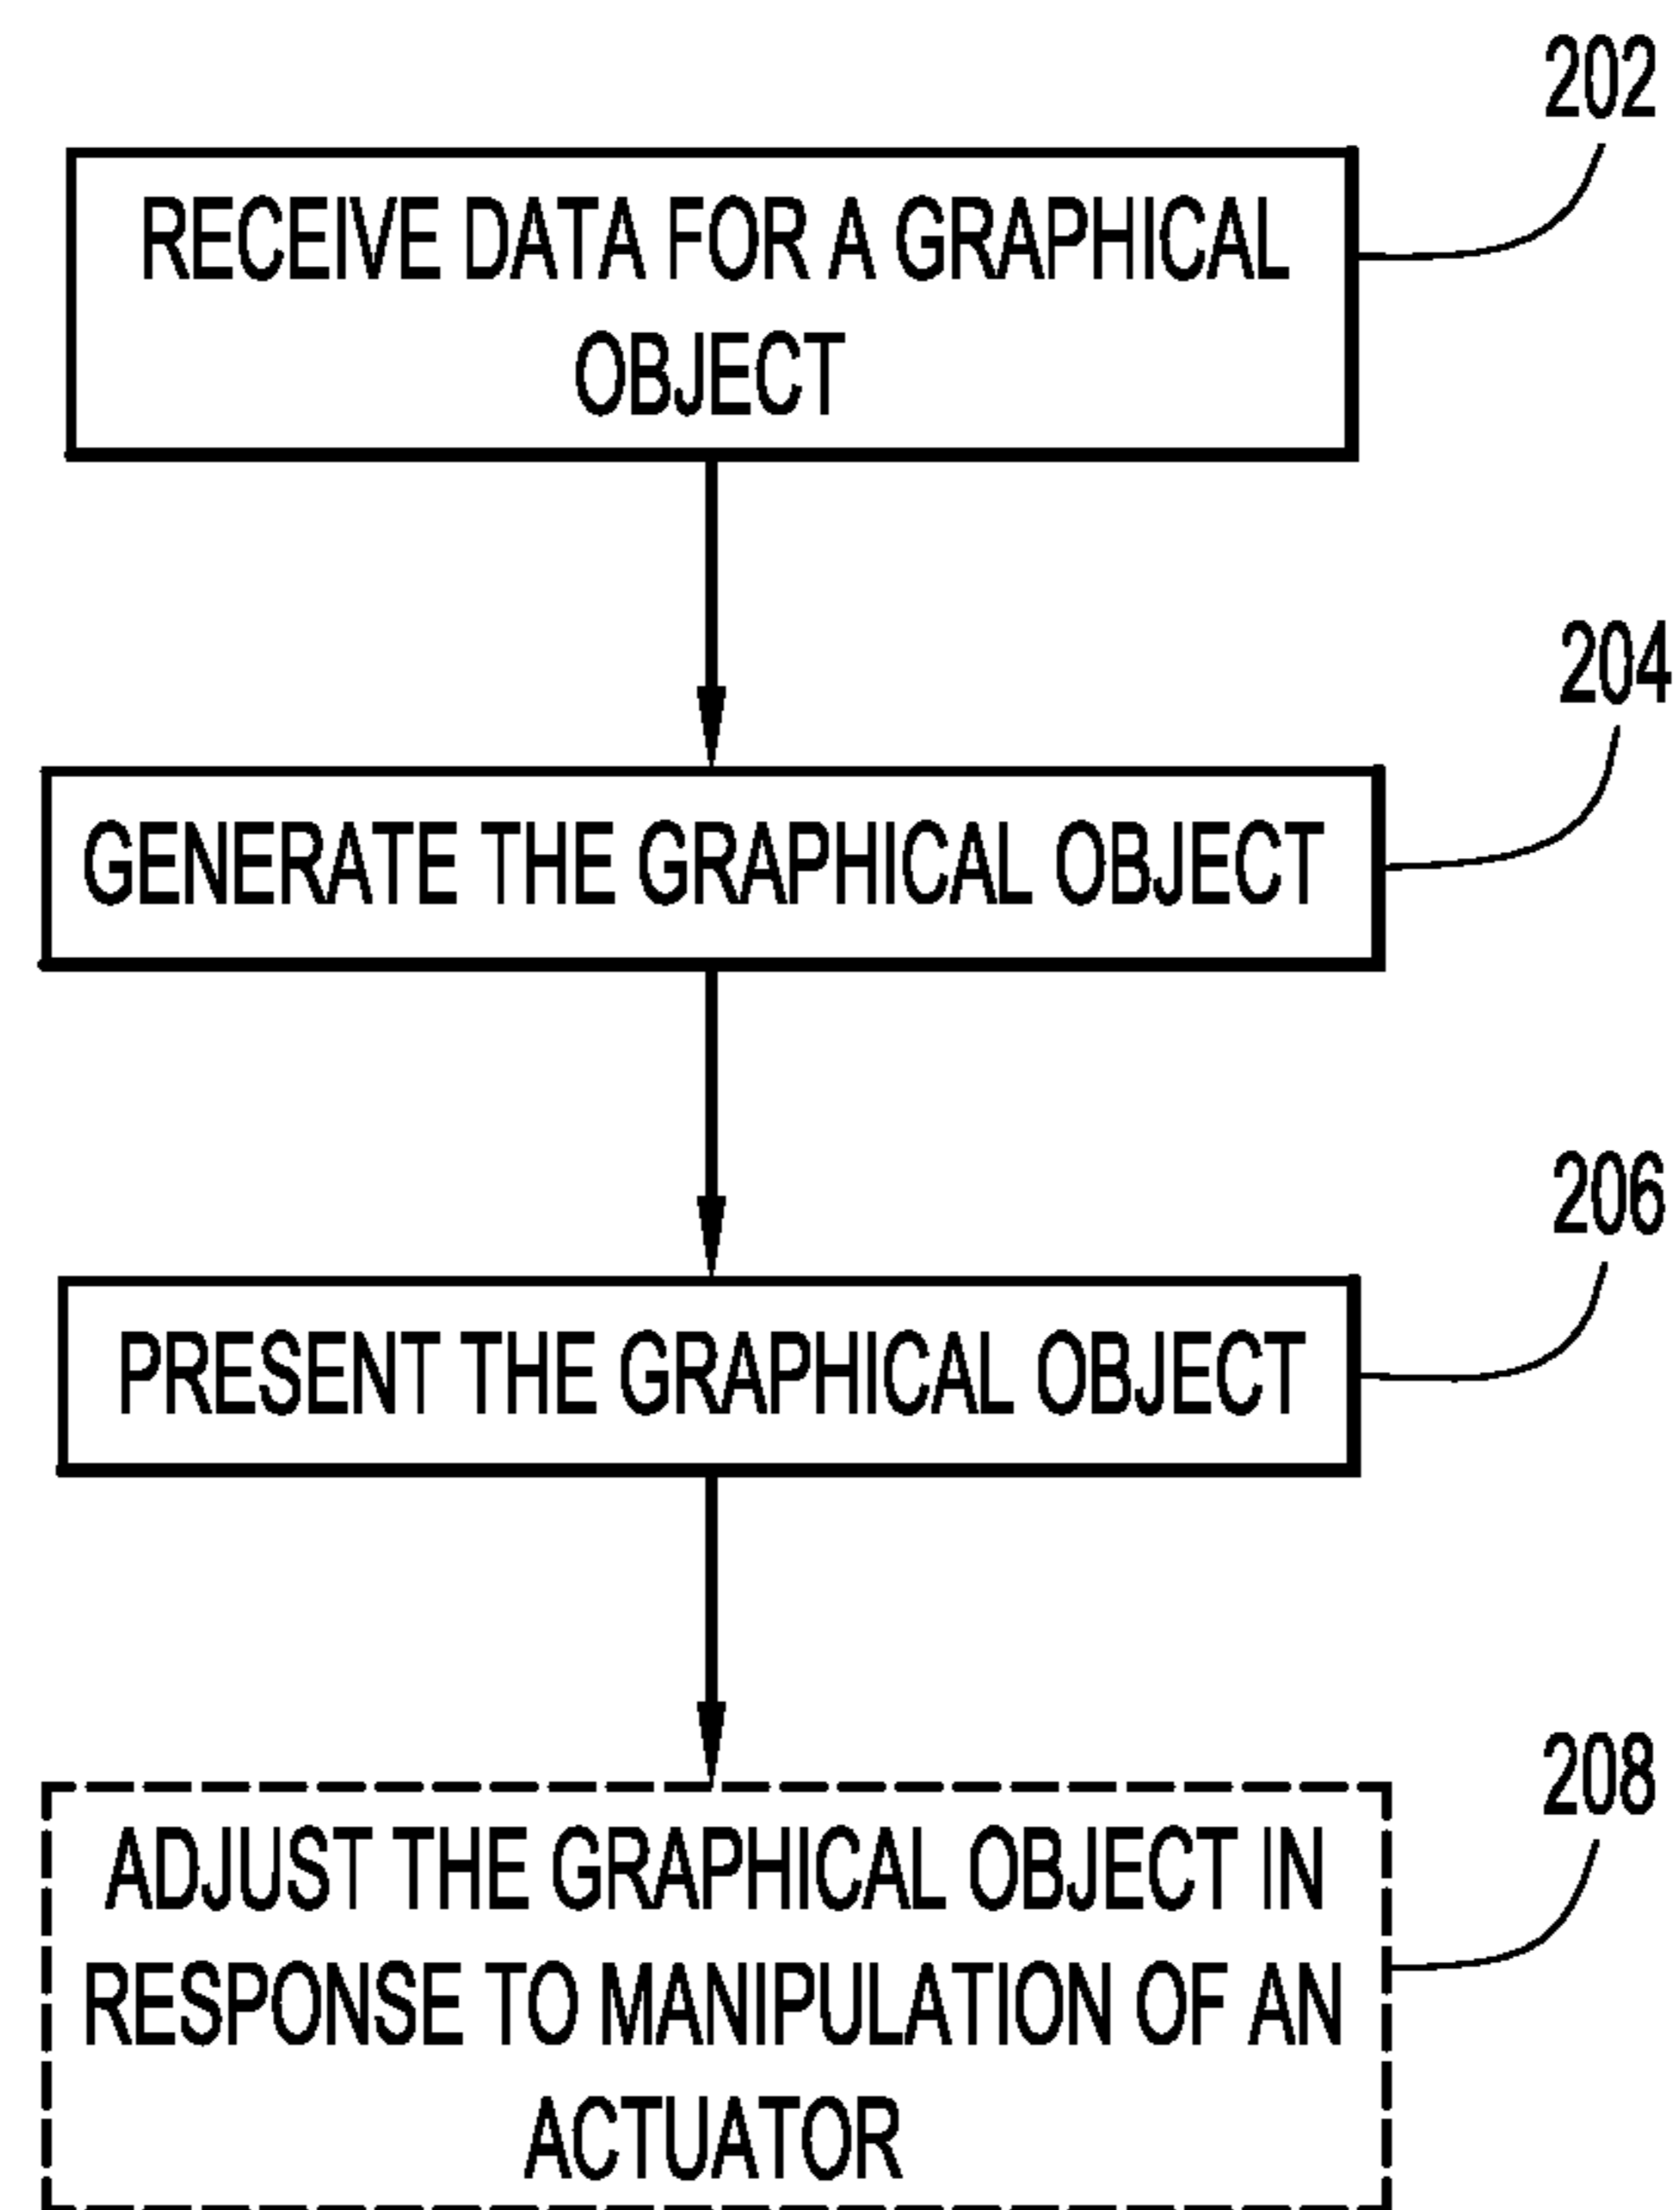 202
RECEIVE DATA FOR A GRAPHICAL
OBJECT
204
GENERATE THE GRAPHICAL OBJECT
206
PRESENT THE GRAPHICAL OBJECT
208
ADJUST THE GRAPHICAL OBJECT IN
RESPONSE TO MANIPULATION OF AN
ACTUATOR